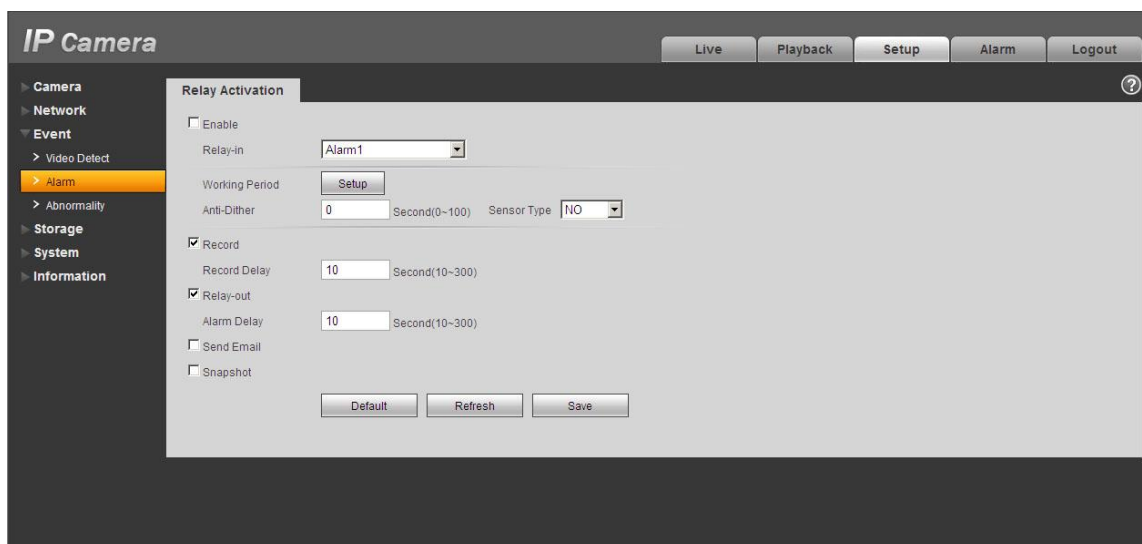 IP Camera
Live
Playback
Setup
Alarm
Logout
Camera
Network
Event
> Video Detect
> Alarm
> Abnormality
Storage
System
Information
Relay Activation
?
Enable
Relay-in Alarm1
Working Period Setup
Anti-Dither 0 Second(0~100) Sensor Type NO
Record
Record Delay 10 Second(10~300)
Relay-out
Alarm Delay 10 Second(10~300)
Send Email
Snapshot
Default Refresh Save